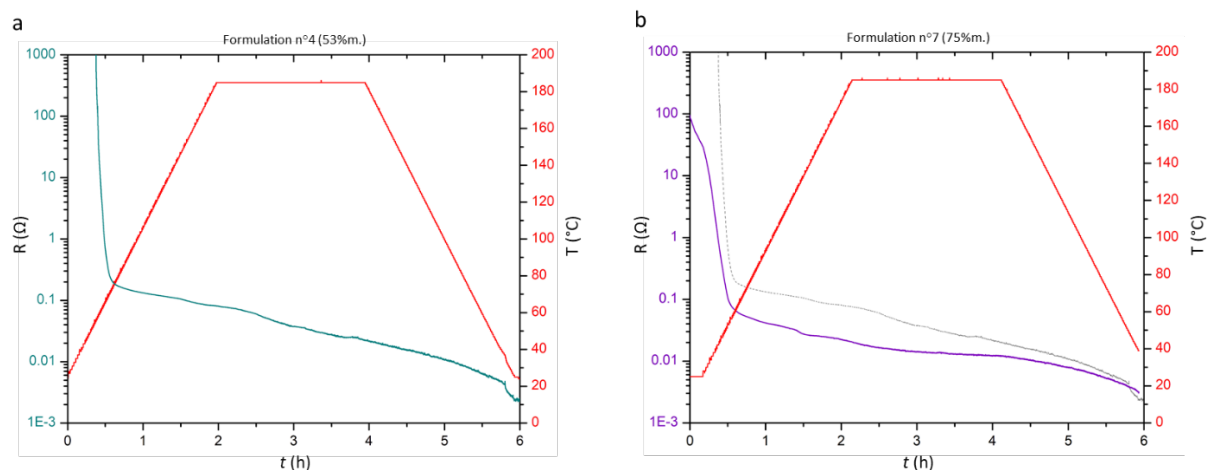 a
Formulation n°4 (53%m.)
1000
100
10
1
0.1
0.01
1E-3
R (Ω)
200
180
160
140
120
100
80
60
40
20
0
T (°C)
0 1 2 3 4 5 6
t (h)
b
Formulation n°7 (75%m.)
1000
100
10
1
0.1
0.01
1E-3
R (Ω)
200
180
160
140
120
100
80
60
40
20
0
T (°C)
0 1 2 3 4 5 6
t (h)